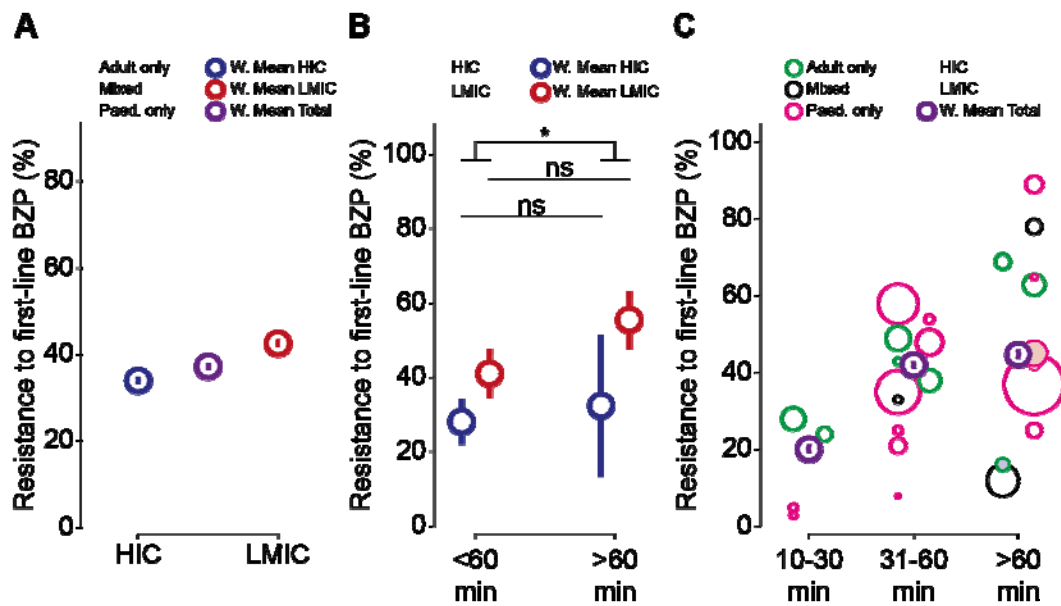 A
Adult only W. Mean HIC
Mixed W. Mean LMIC
Paed. only W. Mean Total
Resistance to first-line BZP (%)
80
60
40
20
0
HIC LMIC
B
HIC W. Mean HIC
LMIC W. Mean LMIC
Resistance to first-line BZP (%)
100
80
60
40
20
0
*
ns
ns
<60 min
>60 min
C
Adult only HIC
Mixed LMIC
Paed. only W. Mean Total
Resistance to first-line BZP (%)
100
80
60
40
20
0
10-30 min
31-60 min
>60 min